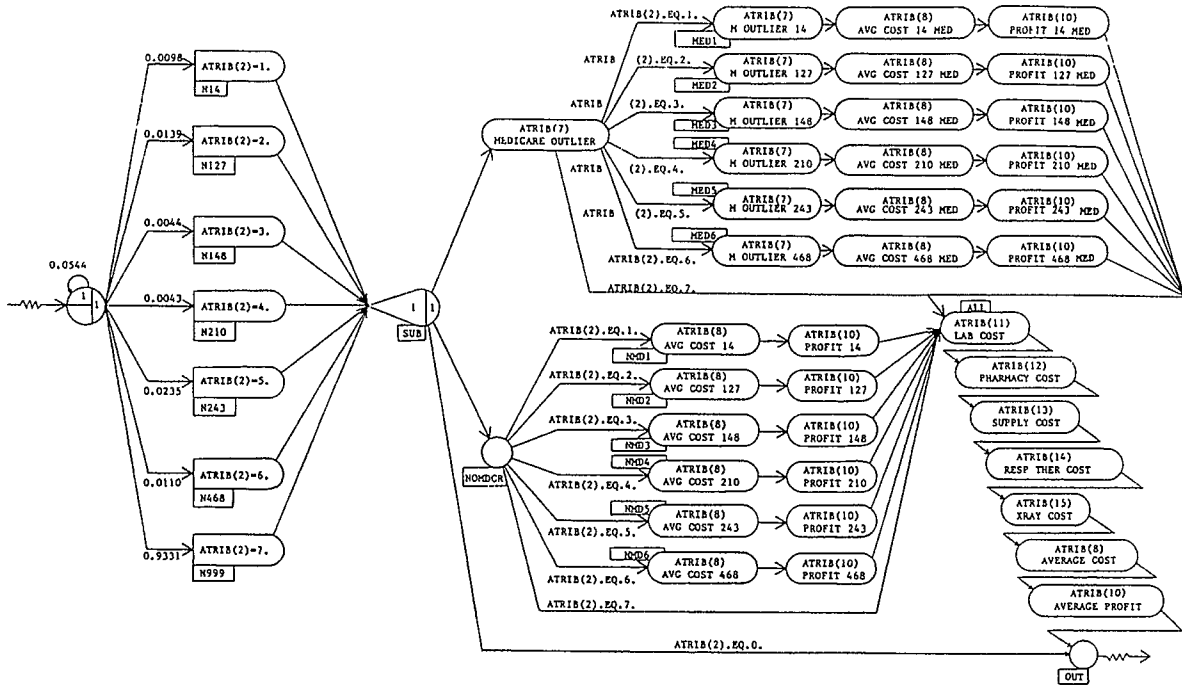 0.0544
1
1
0.0098
ATRIB(2)=1.
N14
0.0139
ATRIB(2)=2.
N127
0.0044
ATRIB(2)=3.
N148
0.0043
ATRIB(2)=4.
N210
0.0235
ATRIB(2)=5.
N243
0.0110
ATRIB(2)=6.
N468
0.9331
ATRIB(2)=7.
N999
1
1
SUB
ATRIB(7)
MEDICARE OUTLIER
ATRIB(2).EQ.1.
MED1
ATRIB(7)
M OUTLIER 14
ATRIB(8)
AVG COST 14 MED
ATRIB(10)
PROFIT 14 MED
ATRIB (2).EQ.2.
MED2
ATRIB(7)
M OUTLIER 127
ATRIB(8)
AVG COST 127 MED
ATRIB(10)
PROFIT 127 MED
ATRIB (2).EQ.3.
MED3
ATRIB(7)
M OUTLIER 148
ATRIB(8)
AVG COST 148 MED
ATRIB(10)
PROFIT 148 MED
MED4
ATRIB (2).EQ.4.
ATRIB(7)
M OUTLIER 210
ATRIB(8)
AVG COST 210 MED
ATRIB(10)
PROFIT 210 MED
MED5
ATRIB (2).EQ.5.
ATRIB(7)
M OUTLIER 243
ATRIB(8)
AVG COST 243 MED
ATRIB(10)
PROFIT 243 MED
MED6
ATRIB(2).EQ.6.
ATRIB(7)
M OUTLIER 468
ATRIB(8)
AVG COST 468 MED
ATRIB(10)
PROFIT 468 MED
ATRIB(2).EQ.7.
NOMDCR
ATRIB(2).EQ.1.
NMD1
ATRIB(8)
AVG COST 14
ATRIB(10)
PROFIT 14
ATRIB(2).EQ.2.
NMD2
ATRIB(8)
AVG COST 127
ATRIB(10)
PROFIT 127
ATRIB(2).EQ.3.
NMD3
ATRIB(8)
AVG COST 148
ATRIB(10)
PROFIT 148
NMD4
ATRIB(2).EQ.4.
ATRIB(8)
AVG COST 210
ATRIB(10)
PROFIT 210
NMD5
ATRIB(2).EQ.5.
ATRIB(8)
AVG COST 243
ATRIB(10)
PROFIT 243
NMD6
ATRIB(2).EQ.6.
ATRIB(8)
AVG COST 468
ATRIB(10)
PROFIT 468
ATRIB(2).EQ.7.
ATRIB(2).EQ.0.
ALL
ATRIB(11)
LAB COST
ATRIB(12)
PHARMACY COST
ATRIB(13)
SUPPLY COST
ATRIB(14)
RESP THER COST
ATRIB(15)
XRAY COST
ATRIB(8)
AVERAGE COST
ATRIB(10)
AVERAGE PROFIT
OUT